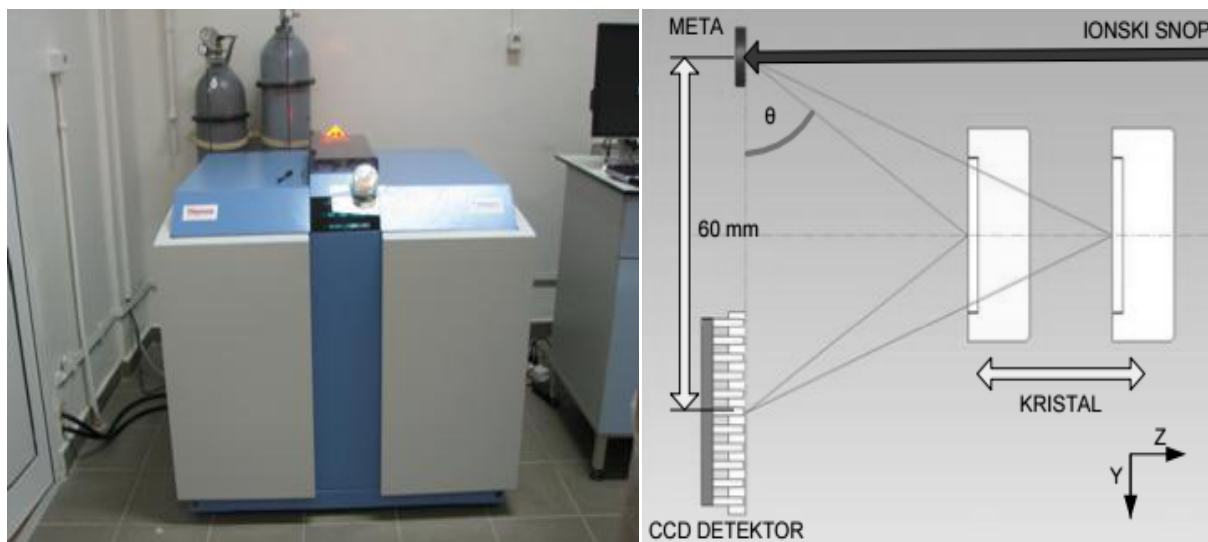 META
IONSKI SNOP
θ
60 mm
KRISTAL
Z
Y
CCD DETEKTOR